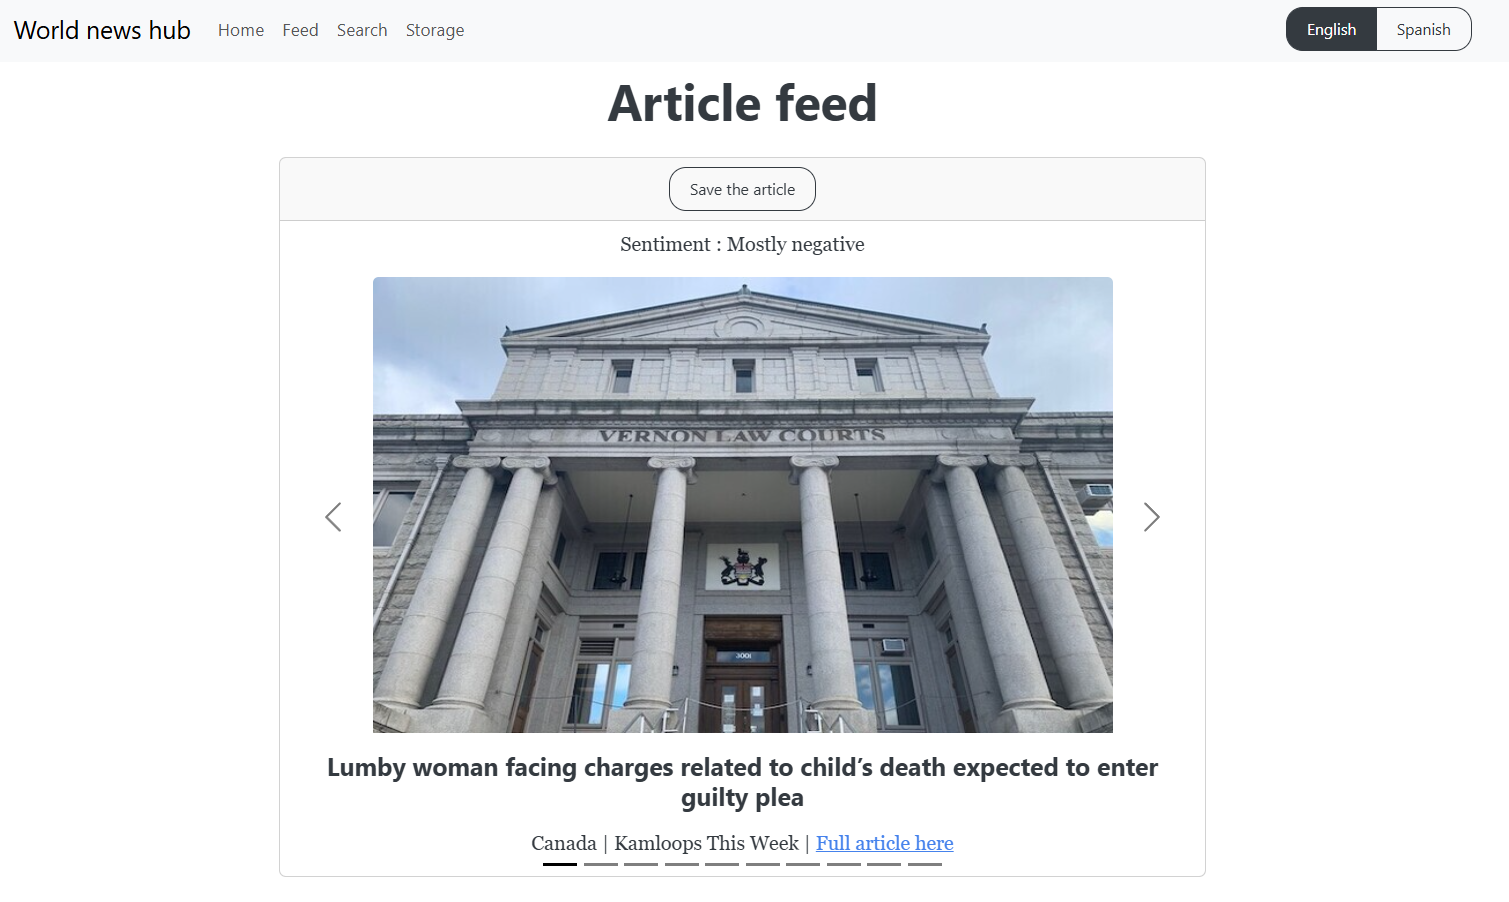 World news hub Home Feed Search Storage English Spanish
Article feed
Save the article
Sentiment : Mostly negative
VERNON LAW COURTS
3001
Lumby woman facing charges related to child’s death expected to enter
guilty plea
Canada | Kamloops This Week | Full article here